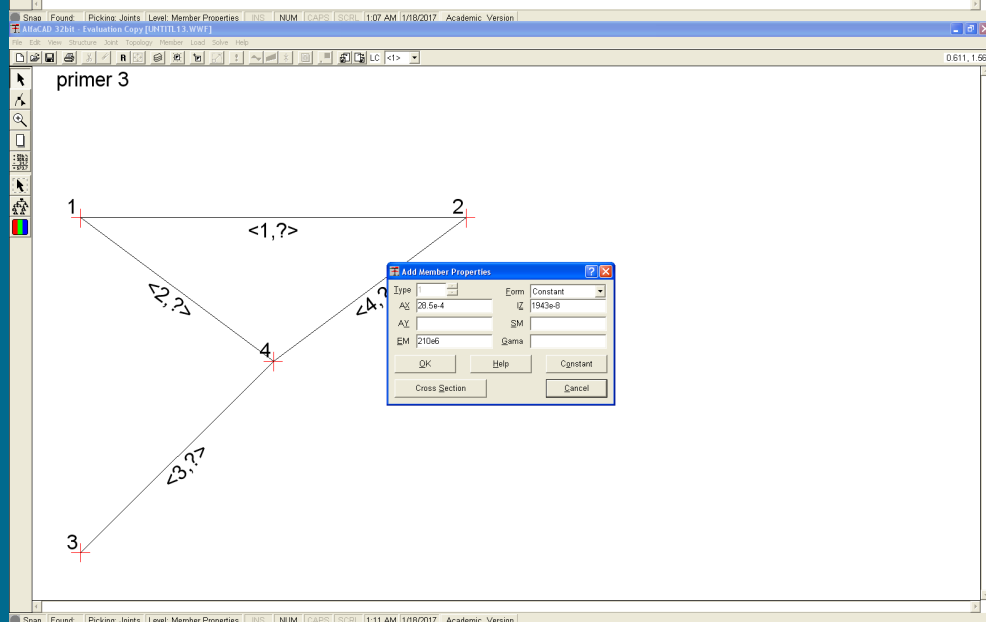 Snap Found: Picking: Joints Level: Member Properties INS NUM CAPS SCRL 1:07 AM 1/18/2017 Academic Version
AlfaCAD 32bit - Evaluation Copy [UNTITL13.WWF]
File Edit View Structure Joint Topology Member Load Solve Help
R LC <1> 0.611, 1.56
primer 3
1 2
<1,?>
Add Member Properties
<2,?> <4,?
Type 1 Form Constant
AX 28.5e-4 IZ 1943e-8
AY SM
EM 210e6 Gama
4
OK Help Constant
Cross Section Cancel
<3,?>
3
Snap Found: Picking: Joints Level: Member Properties INS NUM CAPS SCRL 1:11 AM 1/18/2017 Academic Version